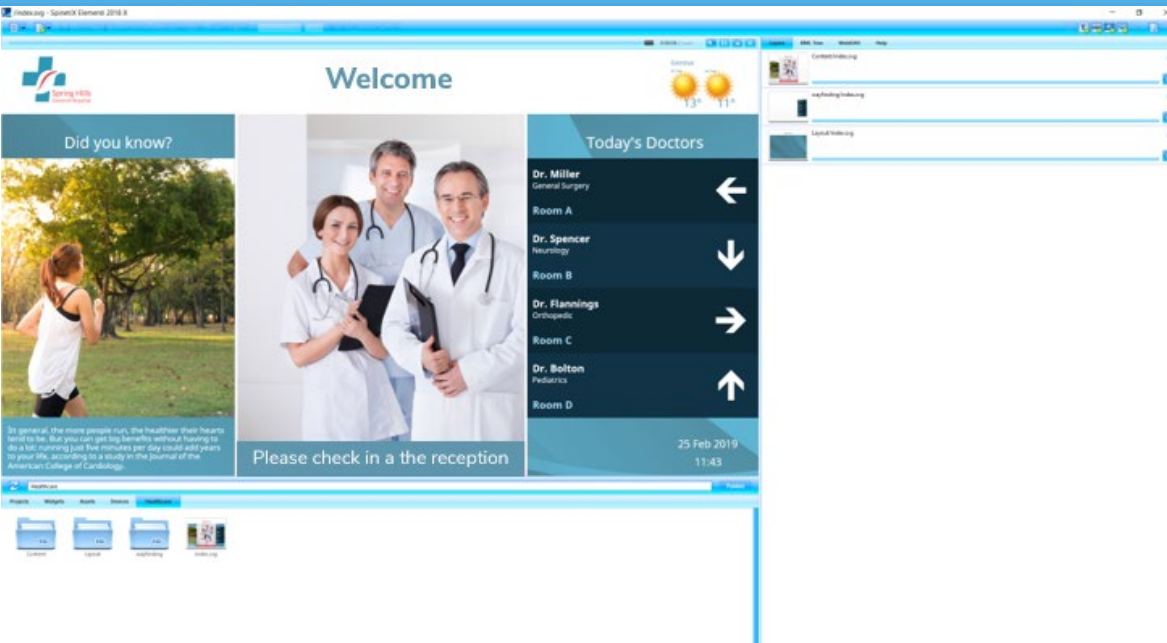 /index.svg - SpinetiX Elementi 2018 X
Layers
XML Tree
WebDAV
Help
Welcome
Spring Hills
General Hospital
Geneva
13° 11°
Content/index.svg
wayfinding/index.svg
Layout/index.svg
Did you know?
Today's Doctors
Dr. Miller
General Surgery
Room A
Dr. Spencer
Neurology
Room B
Dr. Flannings
Orthopedic
Room C
Dr. Bolton
Pediatrics
Room D
In general, the more people run, the healthier their hearts
tend to be. But you can get big benefits without having to
do a lot: running just five minutes per day could add years
to your life, according to a study in the Journal of the
American College of Cardiology.
Please check in a the reception
25 Feb 2019
11:43
Healthcare
Publish
Projects Widgets Assets Devices Healthcare
Content Layout wayfinding index.svg